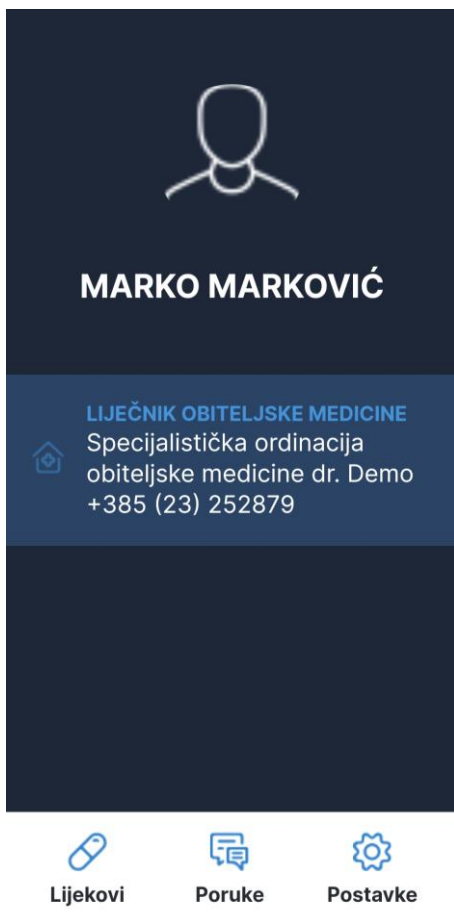 MARKO MARKOVIĆ
LIJEČNIK OBITELJSKE MEDICINE
Specijalistička ordinacija
obiteljske medicine dr. Demo
+385 (23) 252879
Lijekovi
Poruke
Postavke